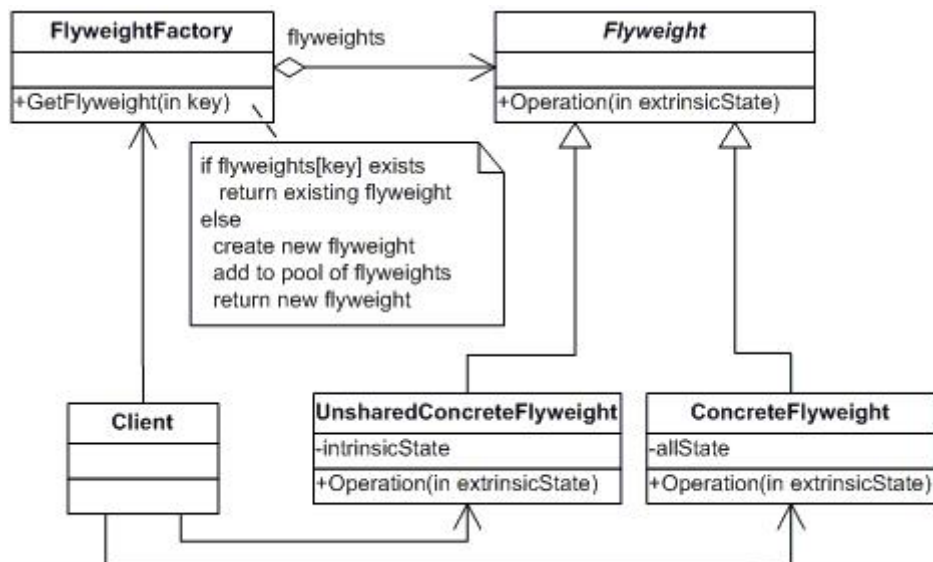 FlyweightFactory
+GetFlyweight(in key)
flyweights
Flyweight
+Operation(in extrinsicState)
if flyweights[key] exists
return existing flyweight
else
create new flyweight
add to pool of flyweights
return new flyweight
Client
UnsharedConcreteFlyweight
-intrinsicState
+Operation(in extrinsicState)
ConcreteFlyweight
-allState
+Operation(in extrinsicState)